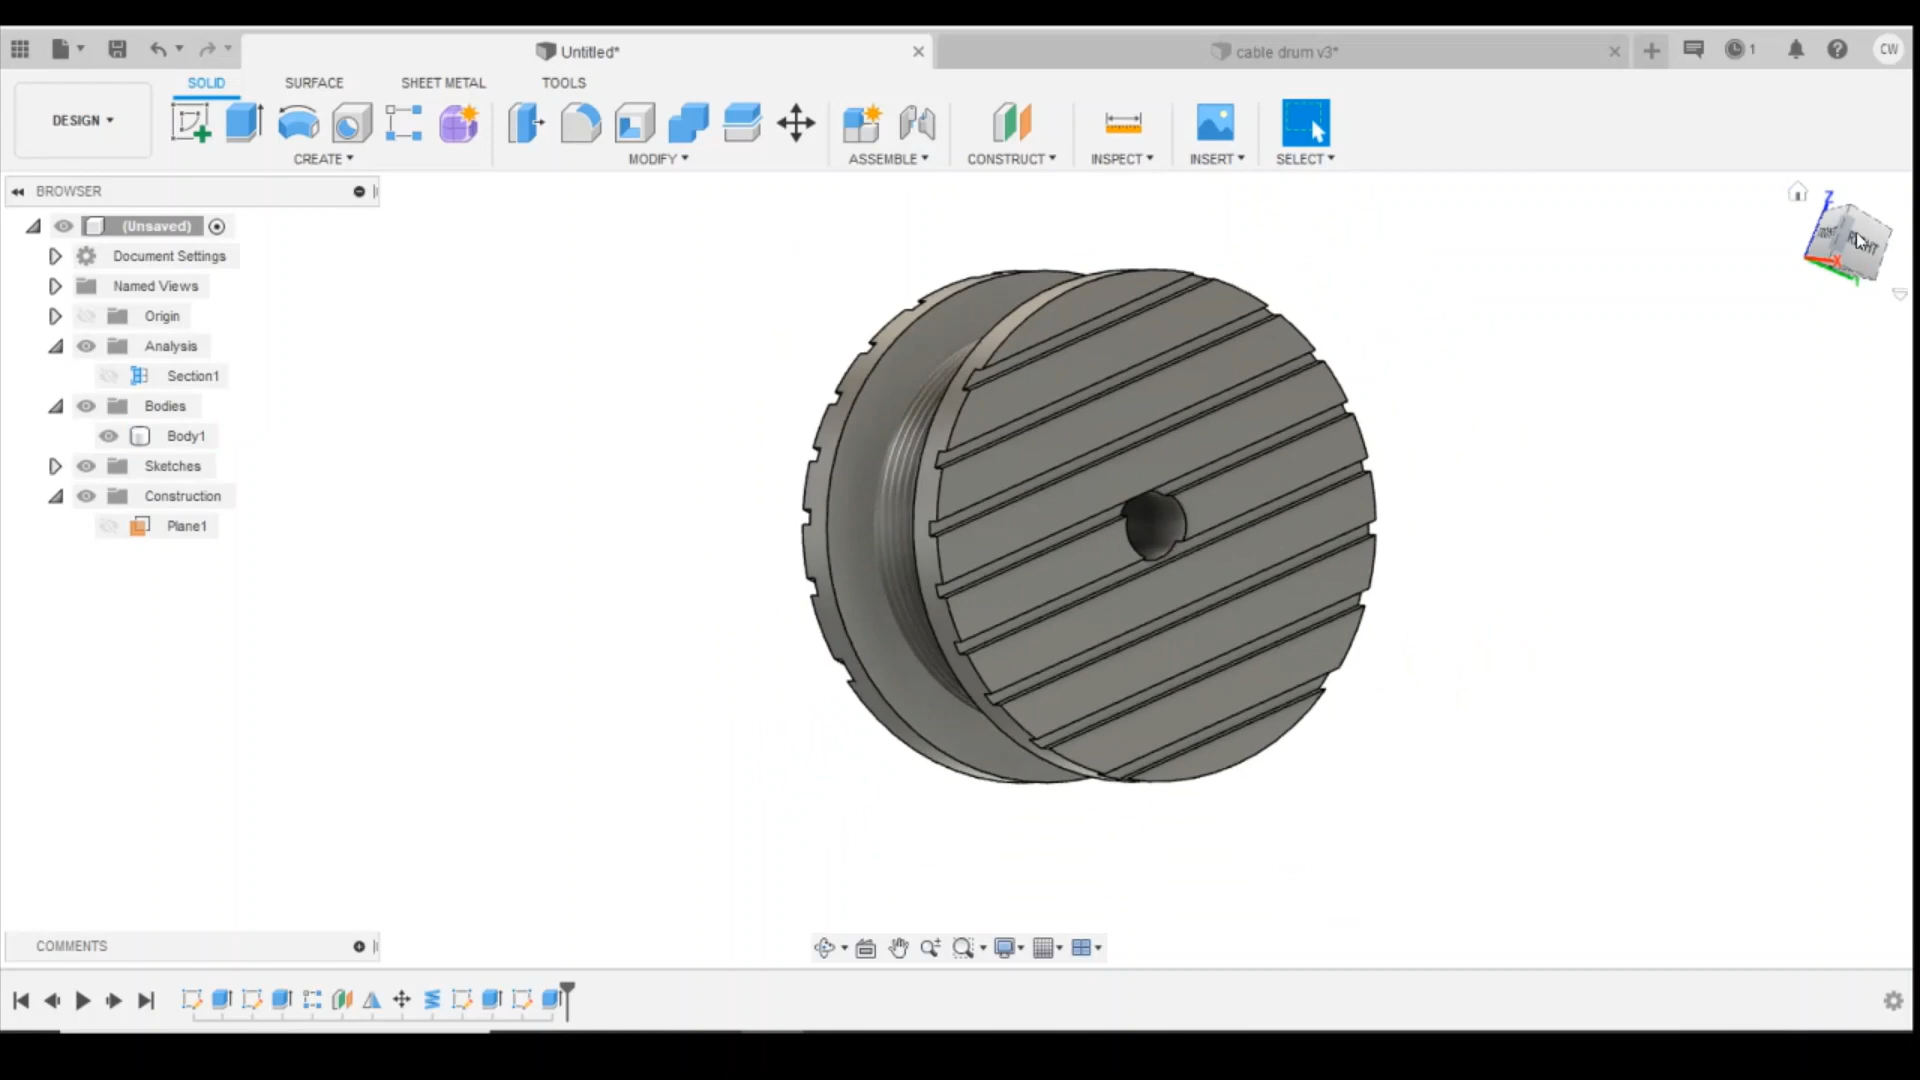 Untitled*
cable drum v3*
1
CW
DESIGN
SOLID
SURFACE
SHEET METAL
TOOLS
CREATE
MODIFY
ASSEMBLE
CONSTRUCT
INSPECT
INSERT
SELECT
BROWSER
(Unsaved)
Document Settings
Named Views
Origin
Analysis
Section1
Bodies
Body1
Sketches
Construction
Plane1
Z
X
Y
COMMENTS